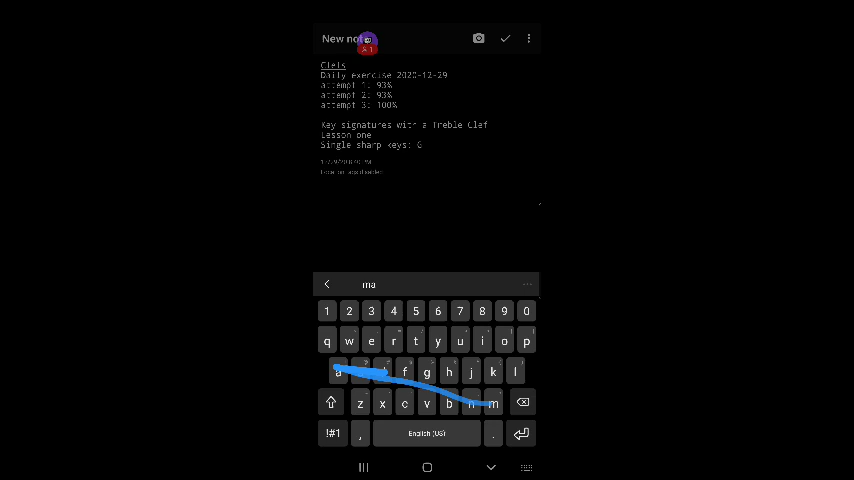 New not
1
Clefs
Daily exercise 2020-12-29
attempt 1: 93%
attempt 2: 93%
attempt 3: 100%
Key signatures with a Treble Clef
Lesson one
Single sharp keys: G
ma
1 2 3 4 5 6 7 8 9 0
q w e r t y u i o p
a f g h j k l
z x c v b n m
!#1 , English (US) .